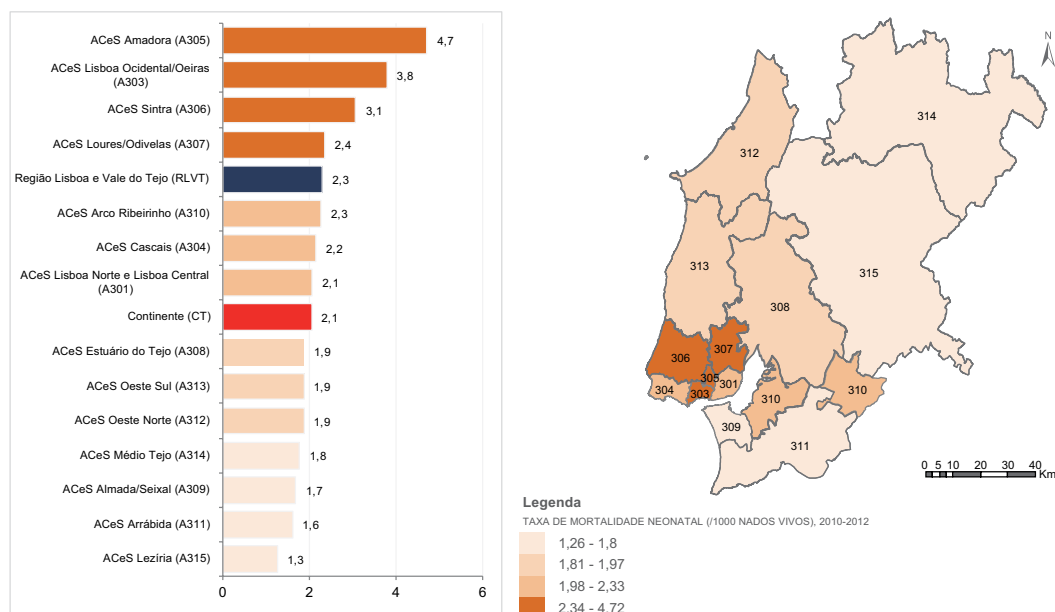 ACeS Amadora (A305)
4,7
ACeS Lisboa Ocidental/Oeiras
(A303)
3,8
ACeS Sintra (A306)
3,1
ACeS Loures/Odivelas (A307)
2,4
Região Lisboa e Vale do Tejo (RLVT)
2,3
ACeS Arco Ribeirinho (A310)
2,3
ACeS Cascais (A304)
2,2
ACeS Lisboa Norte e Lisboa Central
(A301)
2,1
Continente (CT)
2,1
ACeS Estuário do Tejo (A308)
1,9
ACeS Oeste Sul (A313)
1,9
ACeS Oeste Norte (A312)
1,9
ACeS Médio Tejo (A314)
1,8
ACeS Almada/Seixal (A309)
1,7
ACeS Arrábida (A311)
1,6
ACeS Lezíria (A315)
1,3
0 2 4 6
N
314
312
315
313
308
307
306
305
301
304
303
310
310
309
311
0 5 10 20 30 40
Km
Legenda
TAXA DE MORTALIDADE NEONATAL (/1000 NADOS VIVOS), 2010-2012
1,26 - 1,8
1,81 - 1,97
1,98 - 2,33
2,34 - 4,72